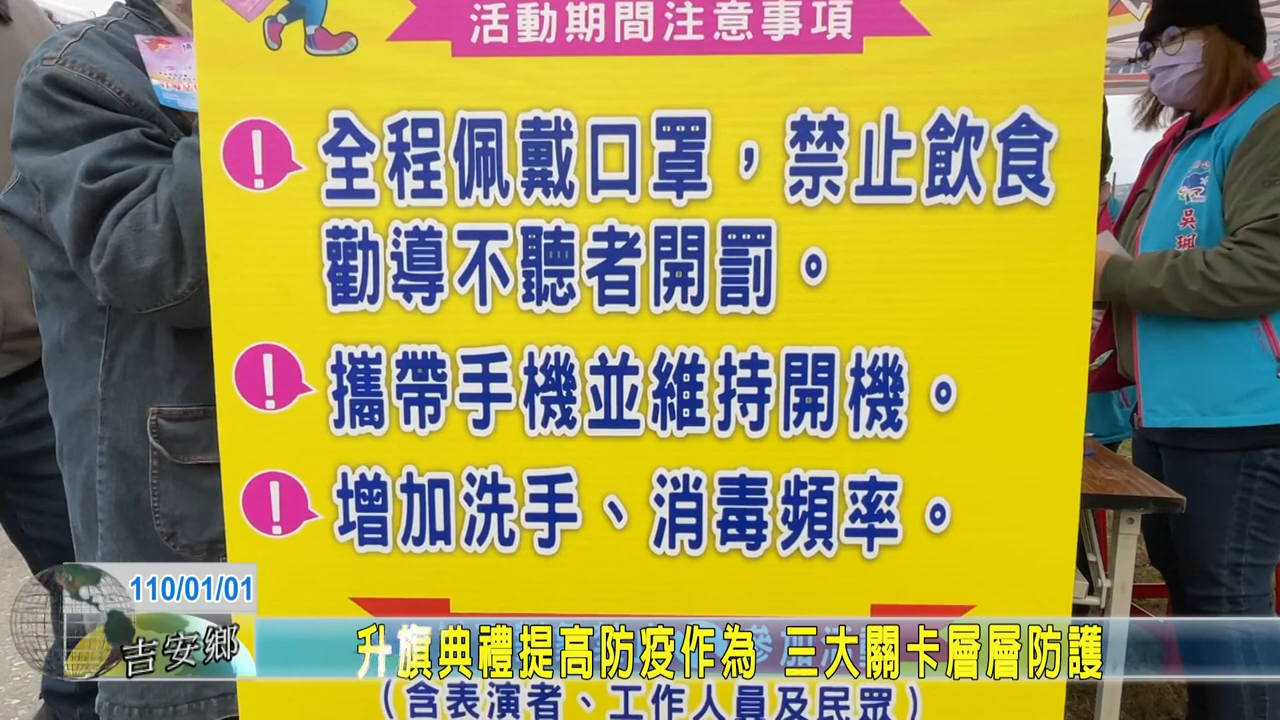 活動期間注意事項
全程佩戴口罩，禁止飲食
勸導不聽者開罰。
攜帶手機並維持開機。
增加洗手、消毒頻率。
110/01/01
吉安鄉
升旗典禮提高防疫作為 三大關卡層層防護
(含表演者、工作人員及民眾)
吳